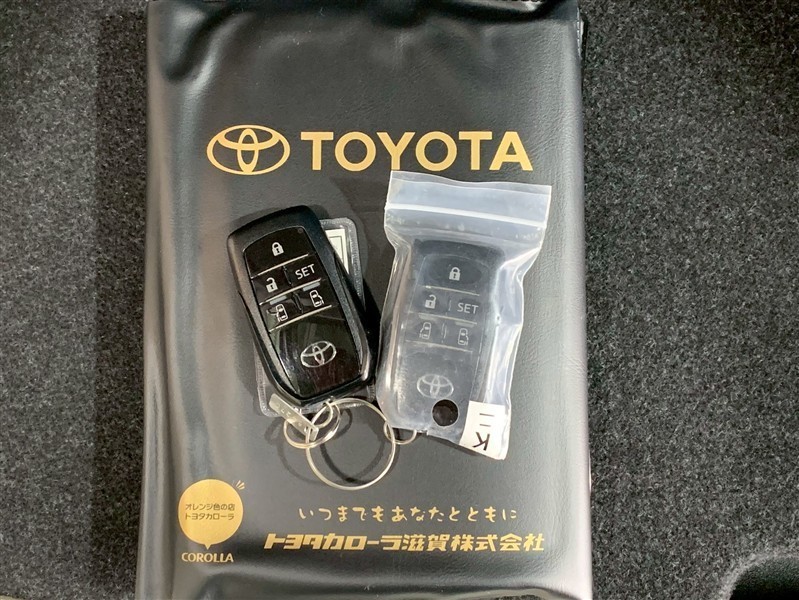 TOYOTA
SET
SET
K
オレンジ色の店
トヨタカローラ
COROLLA
いつまでもあなたとともに
トヨタカローラ滋賀株式会社